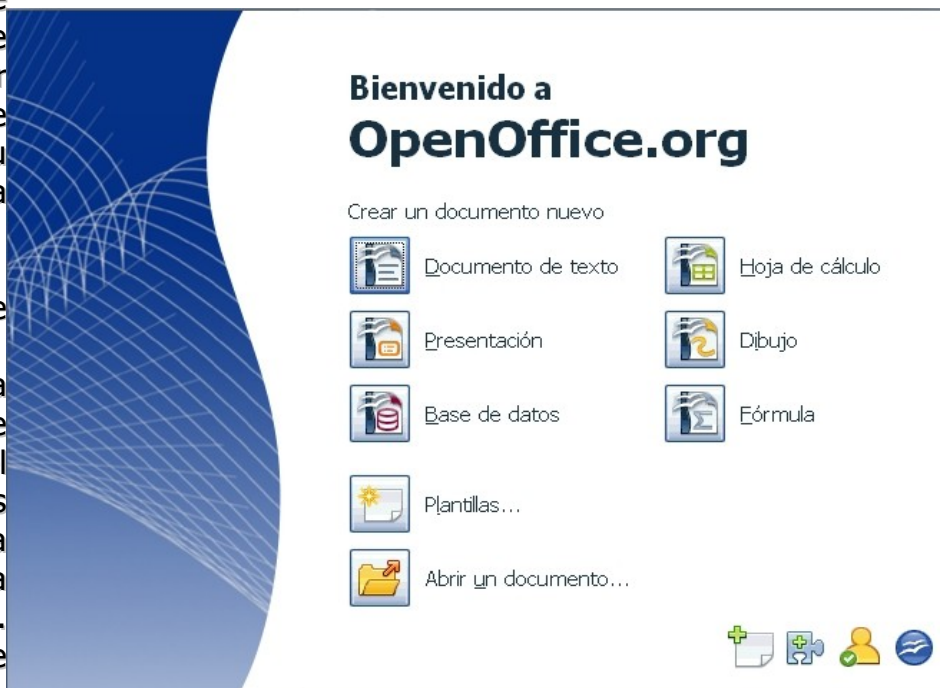 Bienvenido a
OpenOffice.org
Crear un documento nuevo
Documento de texto
Hoja de cálculo
Presentación
Dibujo
Base de datos
Fórmula
Plantillas...
Abrir un documento...